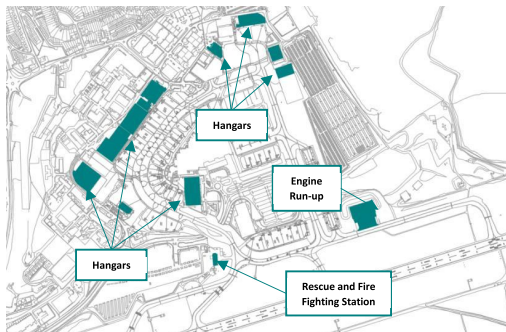 Hangars
Engine
Run-up
Hangars
Rescue and Fire
Fighting Station